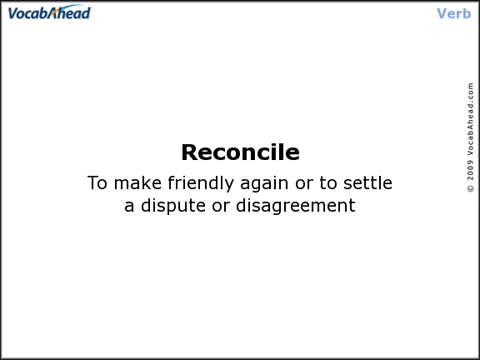 VocabAhead
Verb
Reconcile
To make friendly again or to settle
a dispute or disagreement
© 2009 VocabAhead.com